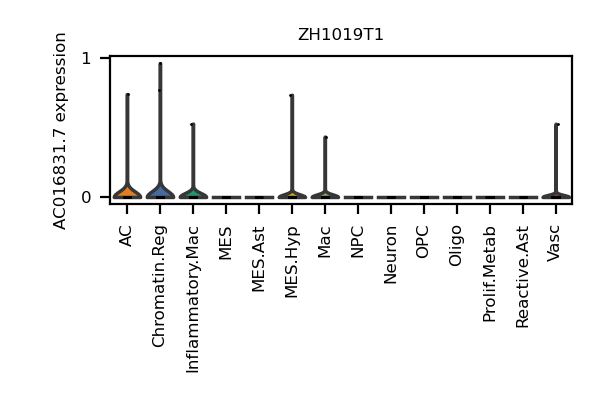 ZH1019T1
AC016831.7 expression
1
0
AC
Chromatin.Reg
Inflammatory.Mac
MES
MES.Ast
MES.Hyp
Mac
NPC
Neuron
OPC
Oligo
Prolif.Metab
Reactive.Ast
Vasc